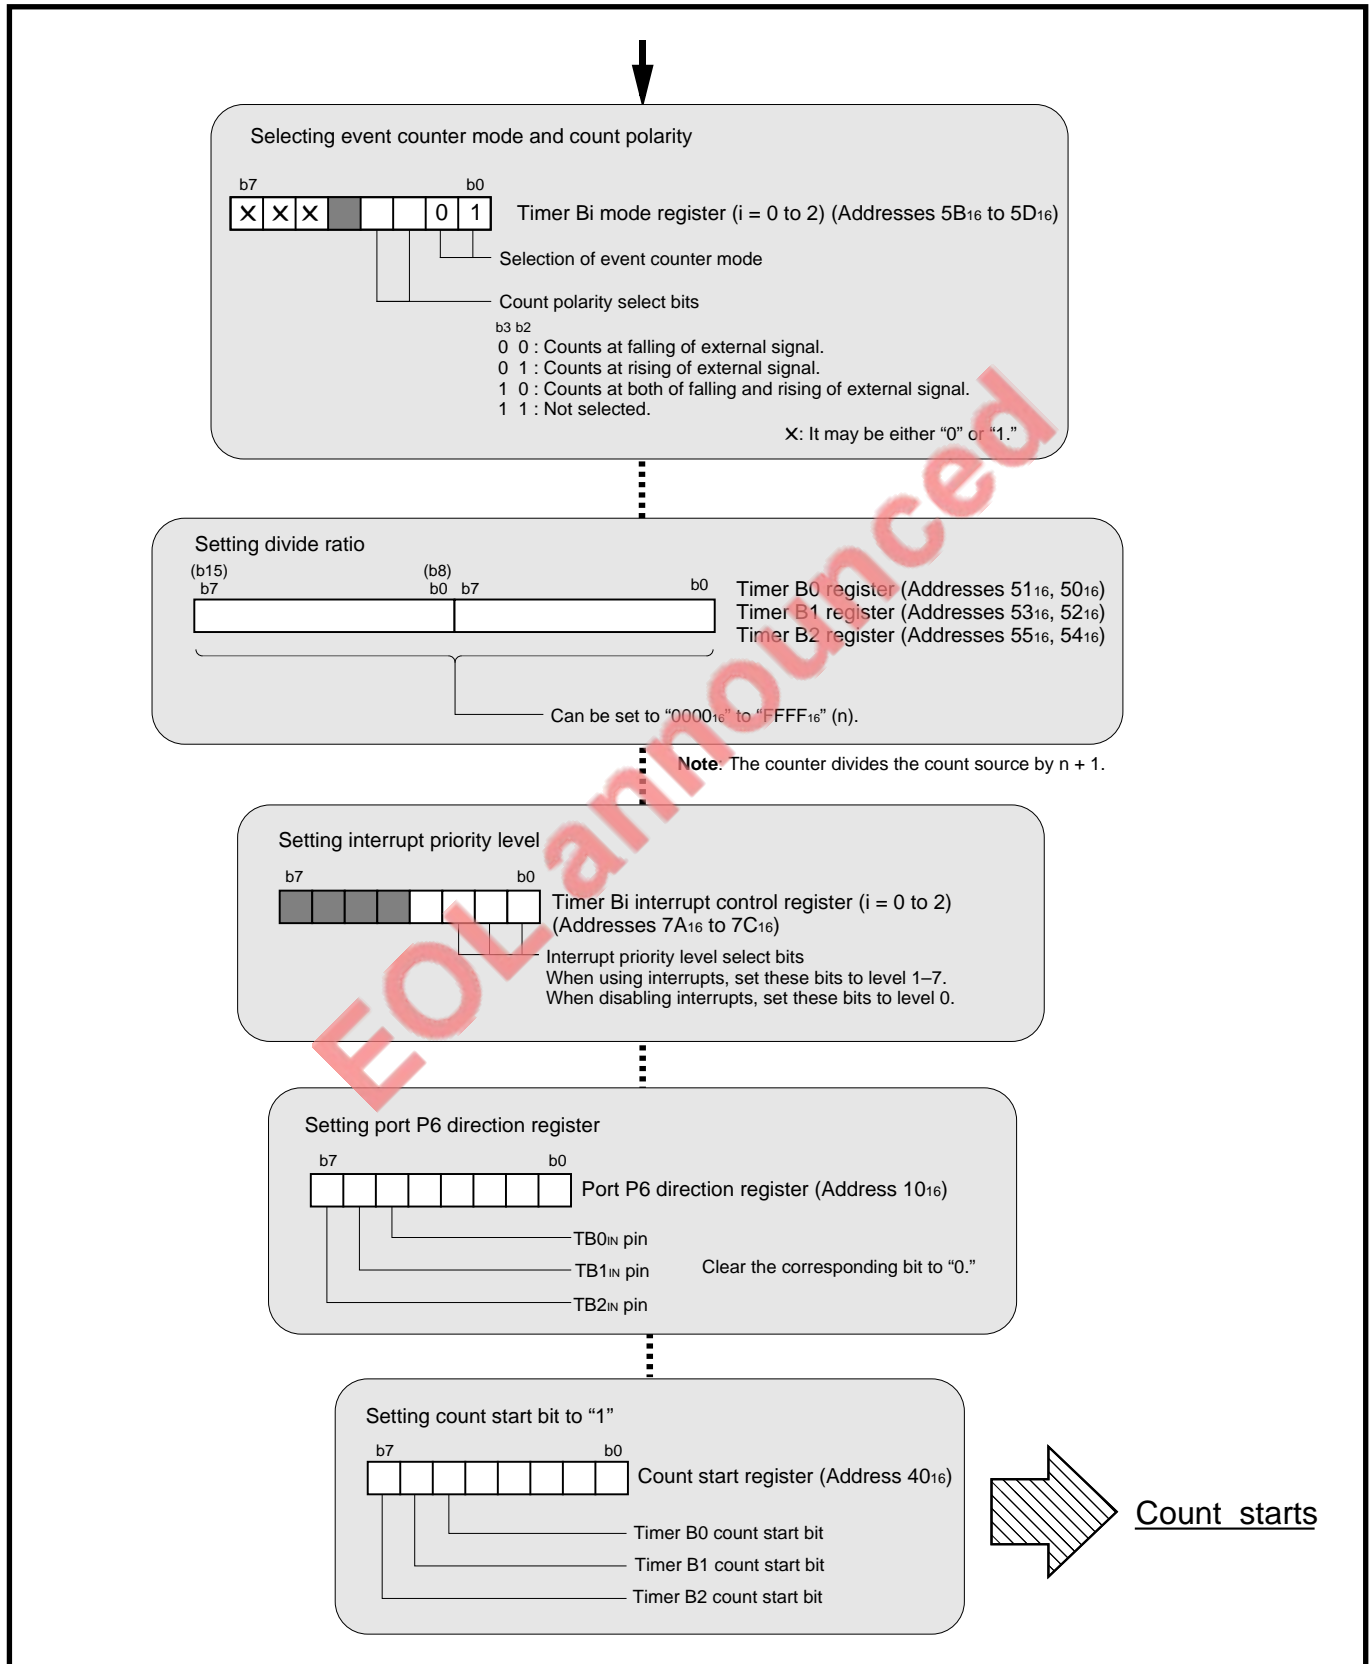 Selecting event counter mode and count polarity
b7 b0
✕ ✕ ✕ 0 1 Timer Bi mode register (i = 0 to 2) (Addresses 5B16 to 5D16)
Selection of event counter mode
Count polarity select bits
b3 b2
0 0 : Counts at falling of external signal.
0 1 : Counts at rising of external signal.
1 0 : Counts at both of falling and rising of external signal.
1 1 : Not selected.
✕: It may be either “0” or “1.”
Setting divide ratio
(b15) (b8)
b7 b0 b7 b0
Timer B0 register (Addresses 5116, 5016)
Timer B1 register (Addresses 5316, 5216)
Timer B2 register (Addresses 5516, 5416)
Can be set to “000016” to “FFFF16” (n).
Note: The counter divides the count source by n + 1.
Setting interrupt priority level
b7 b0
Timer Bi interrupt control register (i = 0 to 2)
(Addresses 7A16 to 7C16)
Interrupt priority level select bits
When using interrupts, set these bits to level 1–7.
When disabling interrupts, set these bits to level 0.
Setting port P6 direction register
b7 b0
Port P6 direction register (Address 1016)
TB0IN pin
TB1IN pin Clear the corresponding bit to “0.”
TB2IN pin
Setting count start bit to “1”
b7 b0
Count start register (Address 4016)
Count starts
Timer B0 count start bit
Timer B1 count start bit
Timer B2 count start bit
EOL announced